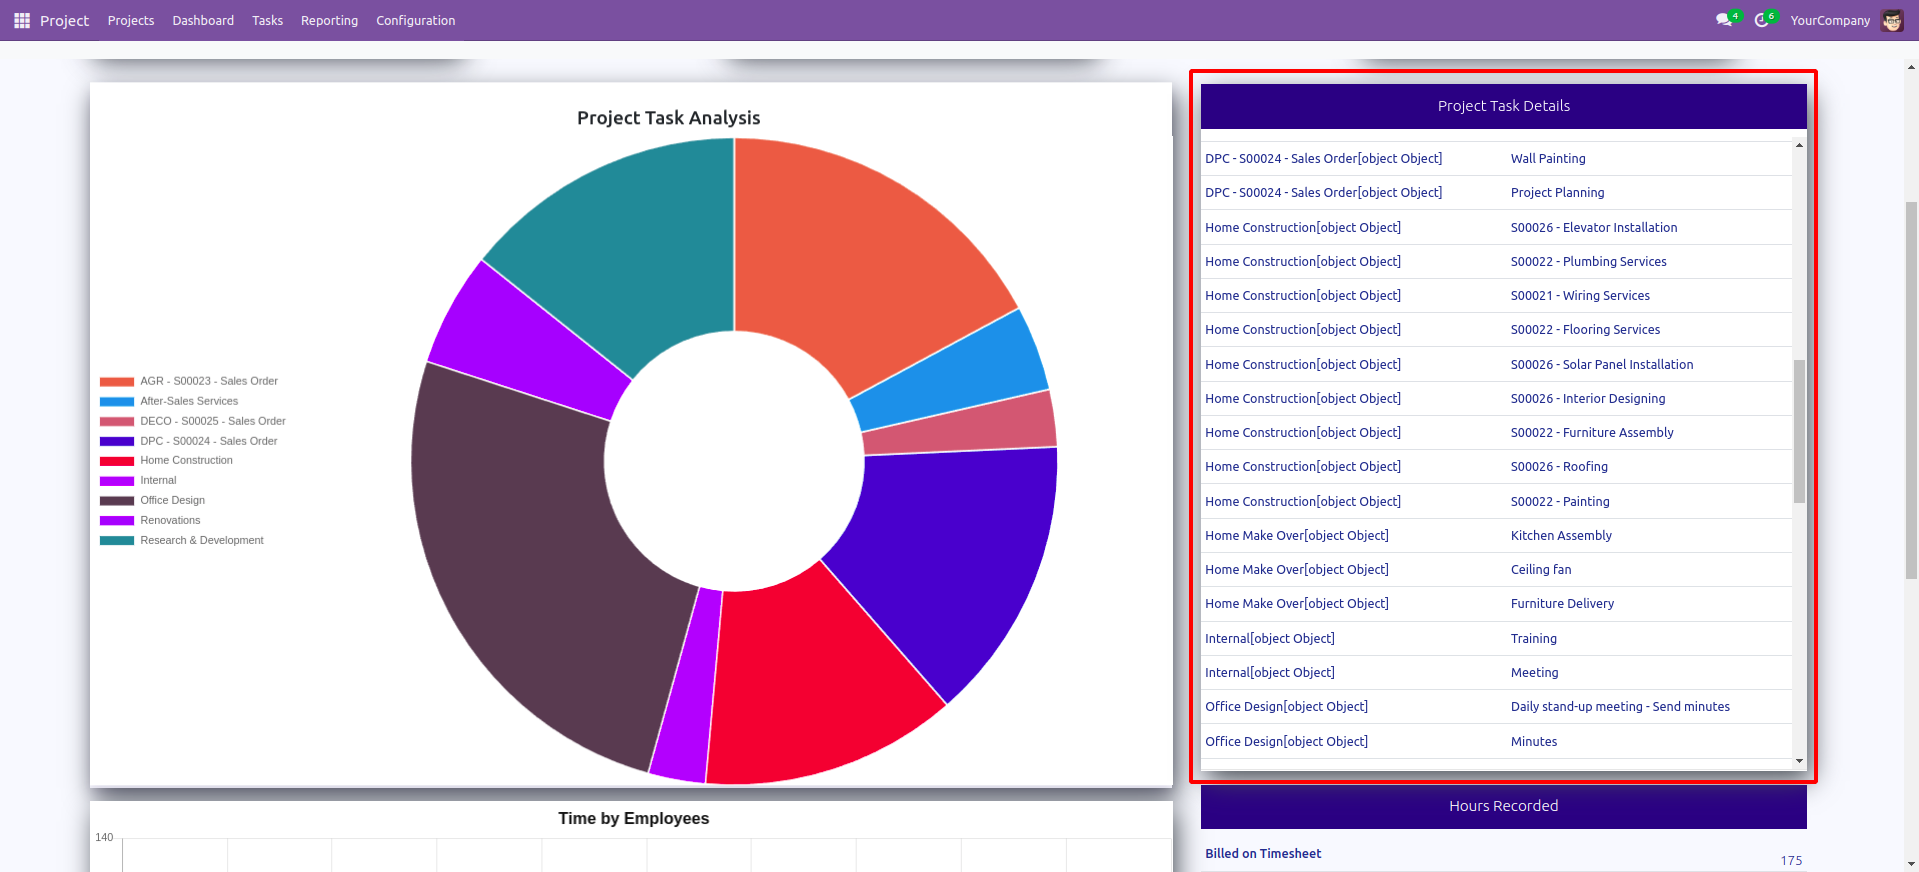 Project Projects Dashboard Tasks Reporting Configuration 4 6 YourCompany
Project Task Analysis
AGR - S00023 - Sales Order
After-Sales Services
DECO - S00025 - Sales Order
DPC - S00024 - Sales Order
Home Construction
Internal
Office Design
Renovations
Research & Development
Project Task Details
DPC - S00024 - Sales Order[object Object] Wall Painting
DPC - S00024 - Sales Order[object Object] Project Planning
Home Construction[object Object] S00026 - Elevator Installation
Home Construction[object Object] S00022 - Plumbing Services
Home Construction[object Object] S00021 - Wiring Services
Home Construction[object Object] S00022 - Flooring Services
Home Construction[object Object] S00026 - Solar Panel Installation
Home Construction[object Object] S00026 - Interior Designing
Home Construction[object Object] S00022 - Furniture Assembly
Home Construction[object Object] S00026 - Roofing
Home Construction[object Object] S00022 - Painting
Home Make Over[object Object] Kitchen Assembly
Home Make Over[object Object] Ceiling fan
Home Make Over[object Object] Furniture Delivery
Internal[object Object] Training
Internal[object Object] Meeting
Office Design[object Object] Daily stand-up meeting - Send minutes
Office Design[object Object] Minutes
Time by Employees
140
Hours Recorded
Billed on Timesheet
175